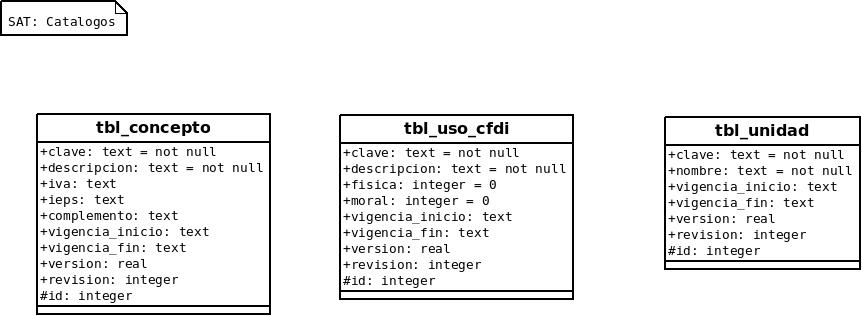 SAT: Catalogos
tbl_concepto
+clave: text = not null
+descripcion: text = not null
+iva: text
+ieps: text
+complemento: text
+vigencia_inicio: text
+vigencia_fin: text
+version: real
+revision: integer
#id: integer
tbl_uso_cfdi
+clave: text = not null
+descripcion: text = not null
+fisica: integer = 0
+moral: integer = 0
+vigencia_inicio: text
+vigencia_fin: text
+version: real
+revision: integer
#id: integer
tbl_unidad
+clave: text = not null
+nombre: text = not null
+vigencia_inicio: text
+vigencia_fin: text
+version: real
+revision: integer
#id: integer